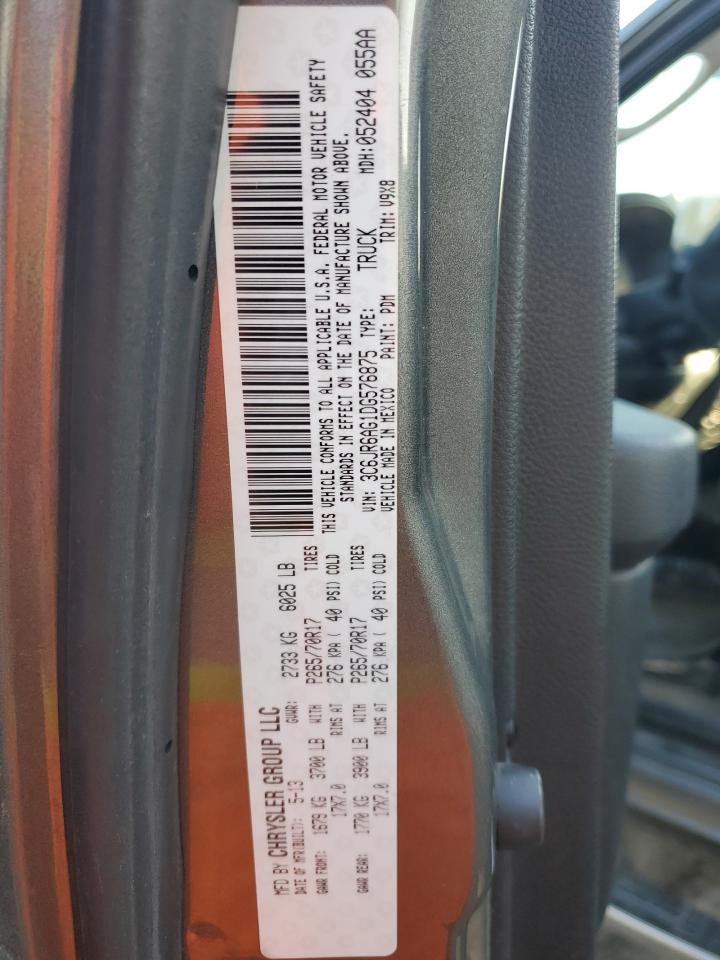 MFD BY CHRYSLER GROUP LLC
DATE OF MFR(BUILT): 5-13 GVWR: 2733 KG 6025 LB
GAWR FRONT: 1679 KG 3700 LB WITH P265/70R17 TIRES
17X7.0 RIMS AT 276 KPA ( 40 PSI) COLD
GAWR REAR: 1770 KG 3900 LB WITH P265/70R17 TIRES
17X7.0 RIMS AT 276 KPA ( 40 PSI) COLD
THIS VEHICLE CONFORMS TO ALL APPLICABLE U.S.A. FEDERAL MOTOR VEHICLE SAFETY
STANDARDS IN EFFECT ON THE DATE OF MANUFACTURE SHOWN ABOVE.
VIN: 3C6JR6AG1DG576875 TYPE: TRUCK MDH:052404 055AA
VEHICLE MADE IN MEXICO PAINT: PDM TRIM: V9X8